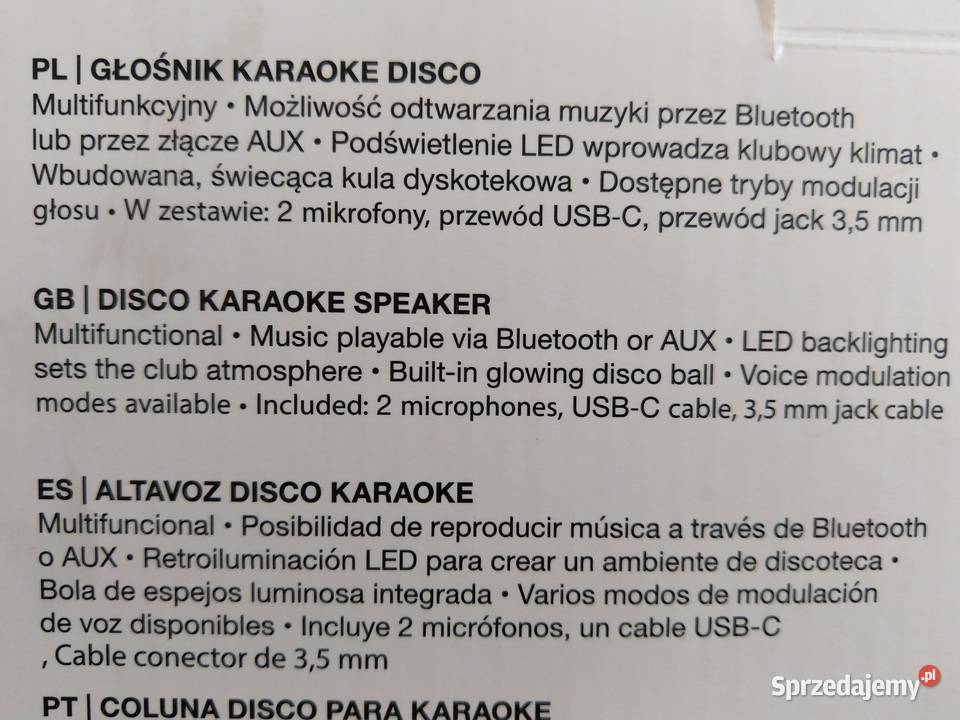 PL | GŁOŚNIK KARAOKE DISCO
Multifunkcyjny • Możliwość odtwarzania muzyki przez Bluetooth
lub przez złącze AUX • Podświetlenie LED wprowadza klubowy klimat •
Wbudowana, świecąca kula dyskotekowa • Dostępne tryby modulacji
głosu • W zestawie: 2 mikrofony, przewód USB-C, przewód jack 3,5 mm
GB | DISCO KARAOKE SPEAKER
Multifunctional • Music playable via Bluetooth or AUX • LED backlighting
sets the club atmosphere • Built-in glowing disco ball • Voice modulation
modes available • Included: 2 microphones, USB-C cable, 3,5 mm jack cable
ES | ALTAVOZ DISCO KARAOKE
Multifuncional • Posibilidad de reproducir música a través de Bluetooth
o AUX • Retroiluminación LED para crear un ambiente de discoteca •
Bola de espejos luminosa integrada • Varios modos de modulación
de voz disponibles • Incluye 2 micrófonos, un cable USB-C
, Cable conector de 3,5 mm
PT | COLUNA DISCO PARA KARAOKE
Sprzedajemy.pl